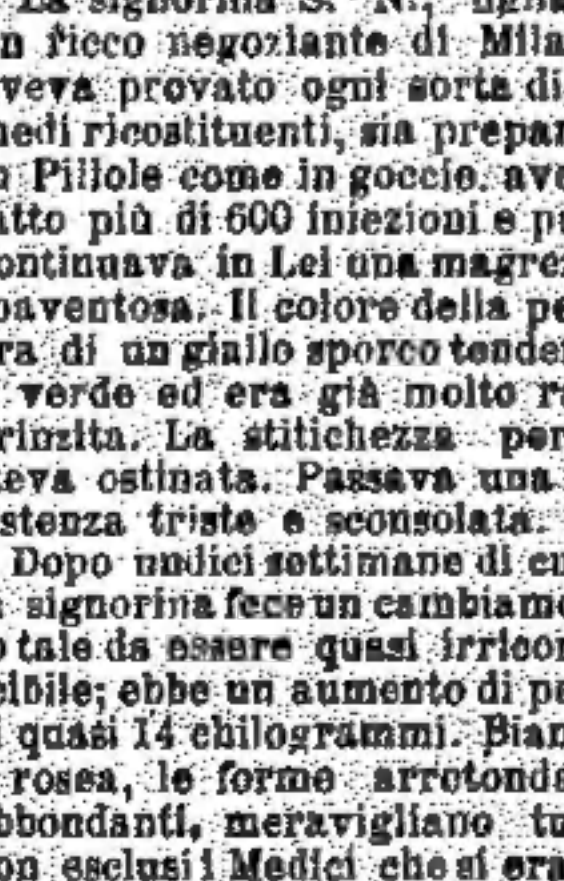 La signorina S. N., figlia
n ricco negoziante di Mila
veva provato ogni sorta di
nedi ricostituenti, sia prepar
n Pillole come in goccie. ave
atto più di 600 iniezioni e p
ontinuava in Lei una magre
paventosa. Il colore della pe
ra di un giallo sporco tenden
verde ed era già molto ra
rinzita. La stitichezza per
teva ostinata. Passava una
stenza triste e sconsolata.
Dopo undici settimane di cu
a signorina fece un cambiame
o tale da essere quasi irricon
cibile; ebbe un aumento di pe
i quasi 14 chilogrammi. Bian
rosea, le forme arrotonda
bbondanti, meravigliano tu
on esclusi i Medici che si era